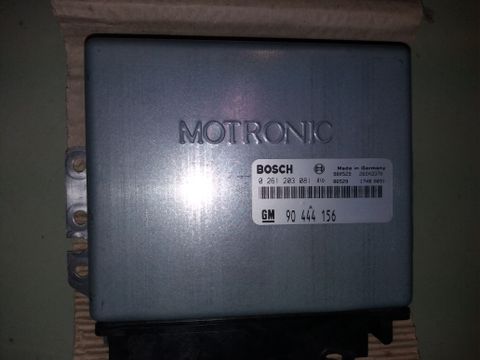 MOTRONIC
BOSCH
Made in Germany
0 261 203 081
GM 90 444 156